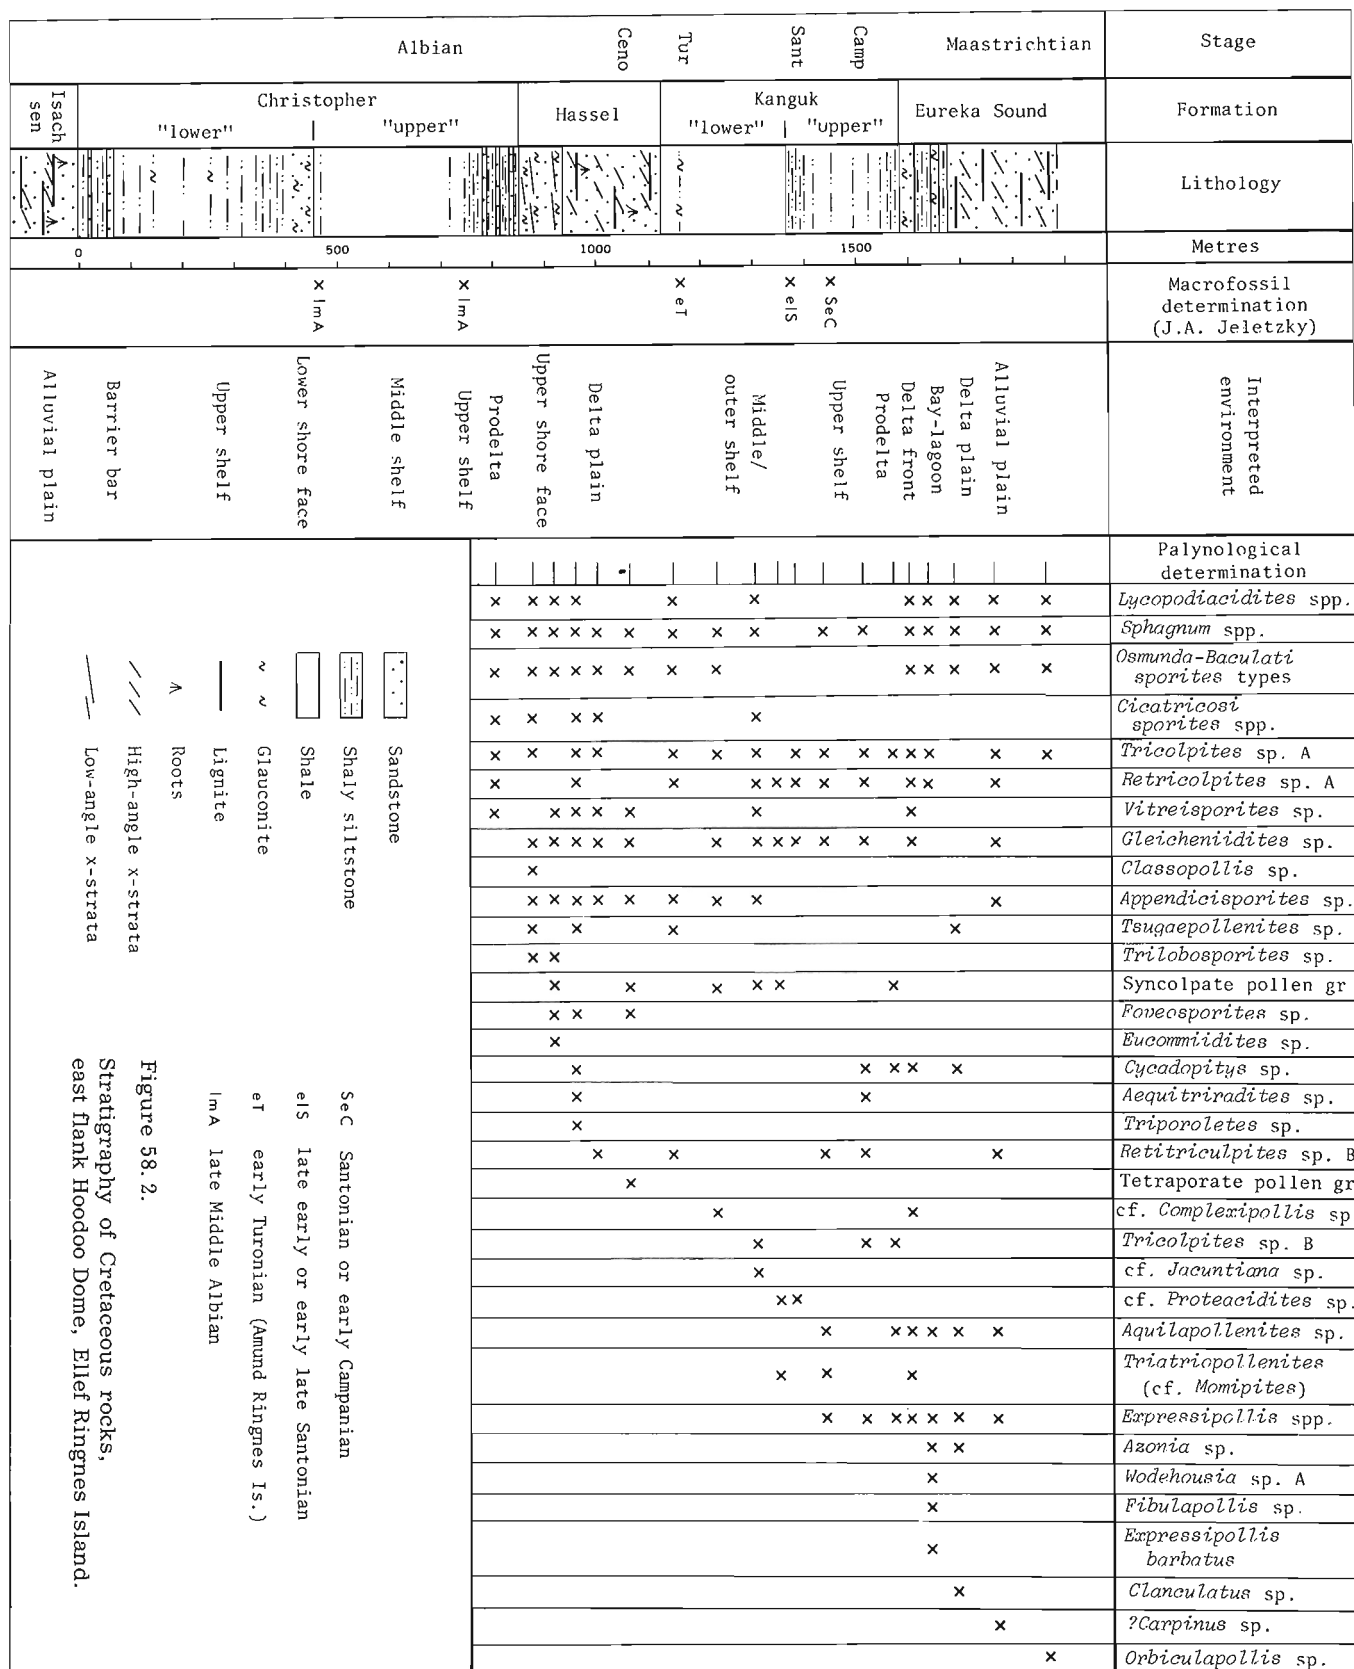 Albian
Ceno
Tur
Sant
Camp
Maastrichtian
Stage
Isach
sen
Christopher
"lower" | "upper"
Hassel
Kanguk
"lower" | "upper"
Eureka Sound
Formation
Lithology
0
500
1000
1500
Metres
x lmA
x lmA
x eT
x elS
x SeC
Macrofossil
determination
(J.A. Jeletzky)
Alluvial plain
Barrier bar
Upper shelf
Lower shore face
Middle shelf
Upper shelf
Prodelta
Upper shore face
Delta plain
Middle/
outer shelf
Upper shelf
Prodelta
Delta front
Bay-lagoon
Delta plain
Alluvial plain
Interpreted
environment
Palynological
determination
Lycopodiacidites spp.
Sphagnum spp.
Osmunda-Baculati
sporites types
Cicatricosi
sporites spp.
Tricolpites sp. A
Retricolpites sp. A
Vitreisporites sp.
Gleicheniidites sp.
Classopollis sp.
Appendicisporites sp.
Tsugaepollenites sp.
Trilobosporites sp.
Syncolpate pollen gr
Foveosporites sp.
Eucommiidites sp.
Cycadopitys sp.
Aequitriradites sp.
Triporoletes sp.
Retitriculpites sp. B
Tetraporate pollen gr
cf. Complexipollis sp
Tricolpites sp. B
cf. Jacuntiana sp.
cf. Proteacidites sp.
Aquilapollenites sp.
Triatriopollenites
(cf. Momipites)
Expressipollis spp.
Azonia sp.
Wodehousia sp. A
Fibulapollis sp.
Expressipollis
barbatus
Clanculatus sp.
?Carpinus sp.
Orbiculapollis sp.
Sandstone
Shaly siltstone
Shale
Glauconite
Lignite
Roots
High-angle x-strata
Low-angle x-strata
SeC Santonian or early Campanian
elS late early or early late Santonian
eT early Turonian (Amund Ringnes Is.)
lmA late Middle Albian
Figure 58.2.
Stratigraphy of Cretaceous rocks,
east flank Hoodoo Dome, Ellef Ringnes Island.